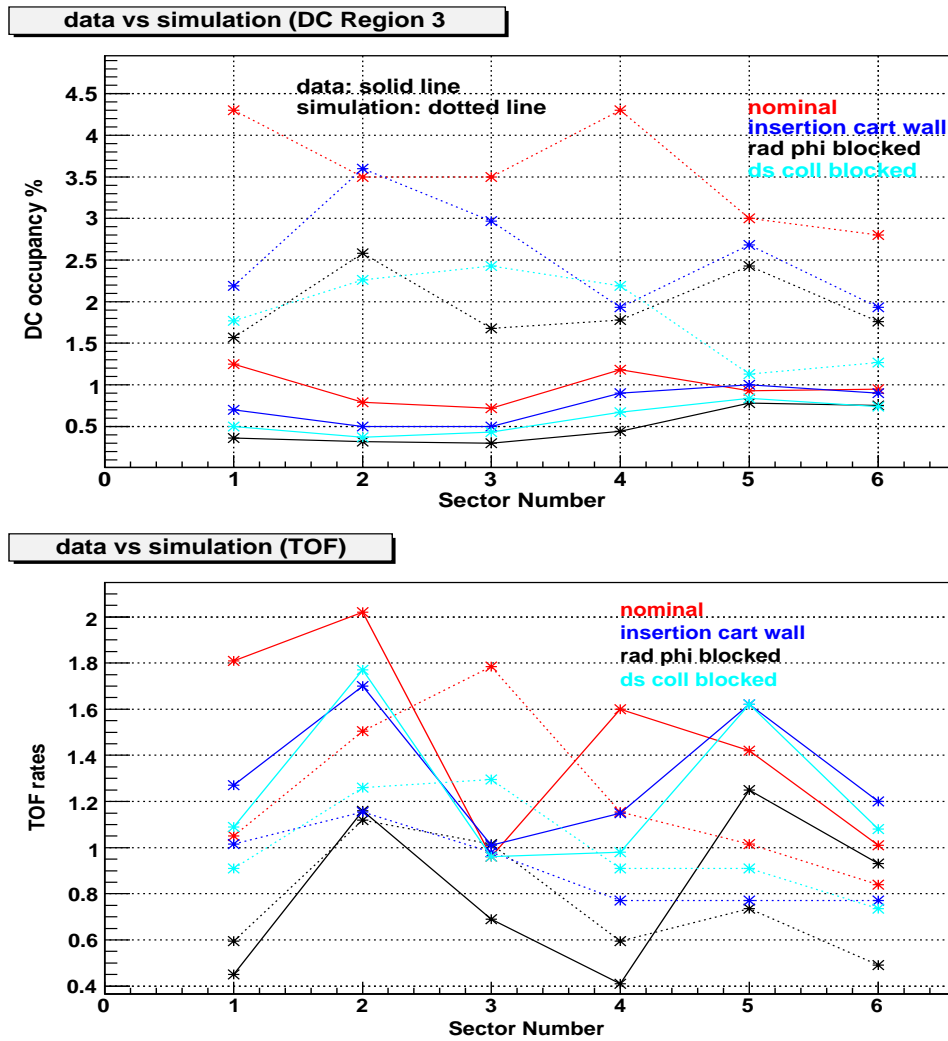 data vs simulation (DC Region 3
data: solid line
simulation: dotted line
nominal
insertion cart wall
rad phi blocked
ds coll blocked
DC occupancy %
4.5
4
3.5
3
2.5
2
1.5
1
0.5
0 1 2 3 4 5 6
Sector Number
data vs simulation (TOF)
nominal
insertion cart wall
rad phi blocked
ds coll blocked
TOF rates
2
1.8
1.6
1.4
1.2
1
0.8
0.6
0.4
0 1 2 3 4 5 6
Sector Number